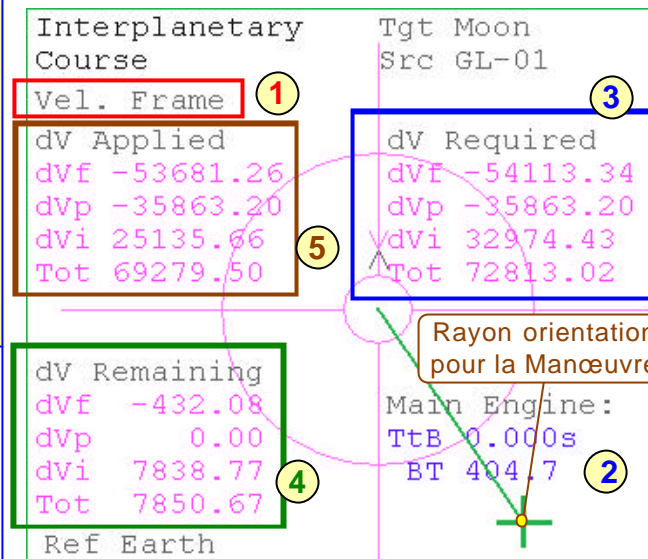 Interplanetary
Course
Tgt Moon
Src GL-01
Vel. Frame
1
3
dV Applied
dVf -53681.26
dVp -35863.20
dVi 25135.66
Tot 69279.50
5
dV Required
dVf -54113.34
dVp -35863.20
dVi 32974.43
Tot 72813.02
Rayon orientation
pour la Manœuvre
dV Remaining
dVf -432.08
dVp 0.00
dVi 7838.77
Tot 7850.67
4
Main Engine:
TtB 0.000s
BT 404.7
2
Ref Earth